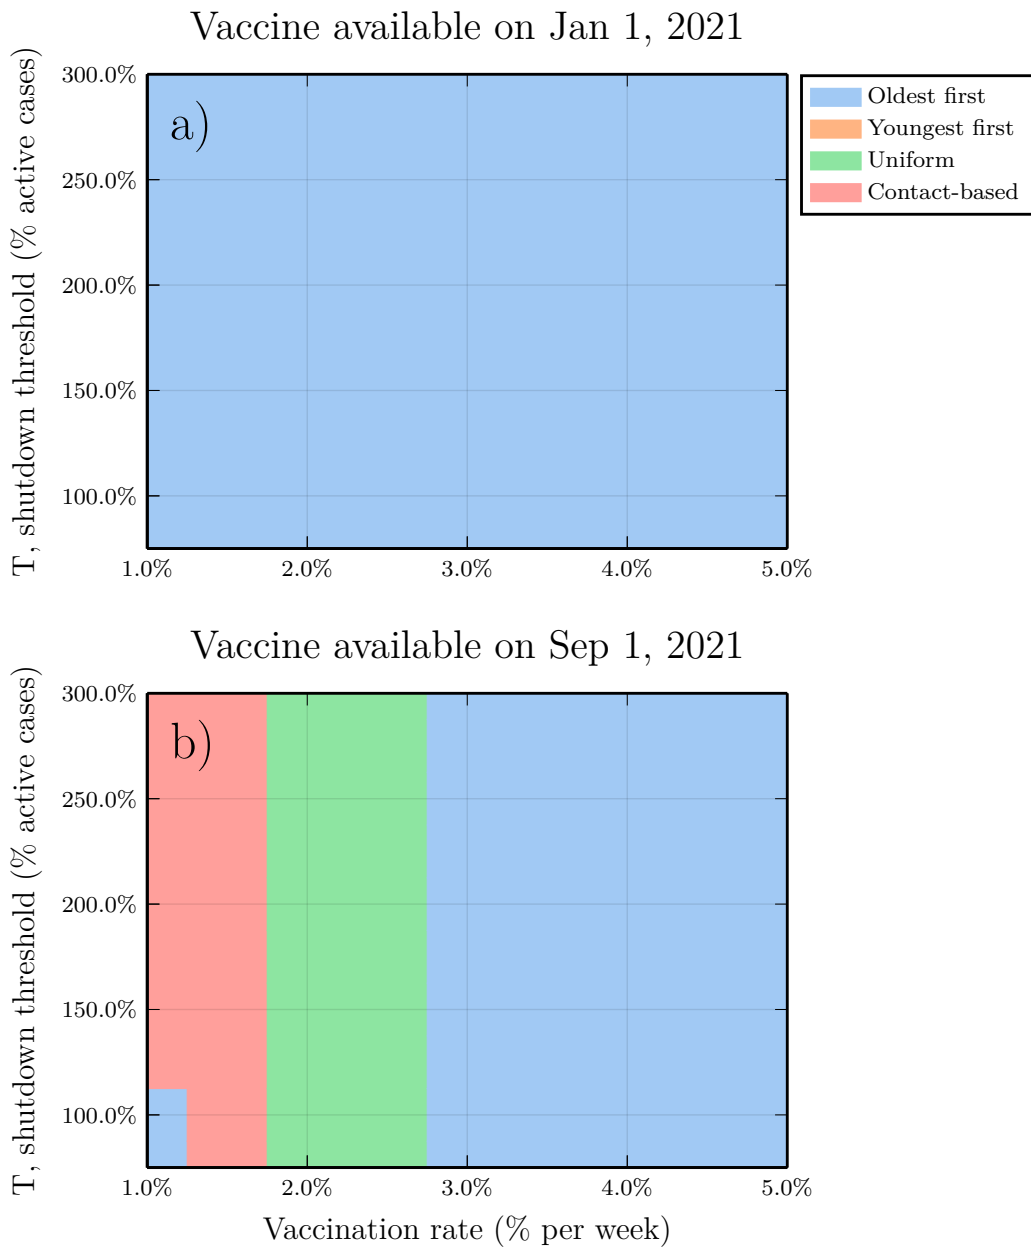 Vaccine available on Jan 1, 2021
T, shutdown threshold (% active cases)
300.0%
250.0%
200.0%
150.0%
100.0%
a)
1.0% 2.0% 3.0% 4.0% 5.0%
Oldest first
Youngest first
Uniform
Contact-based
Vaccine available on Sep 1, 2021
T, shutdown threshold (% active cases)
300.0%
250.0%
200.0%
150.0%
100.0%
b)
1.0% 2.0% 3.0% 4.0% 5.0%
Vaccination rate (% per week)